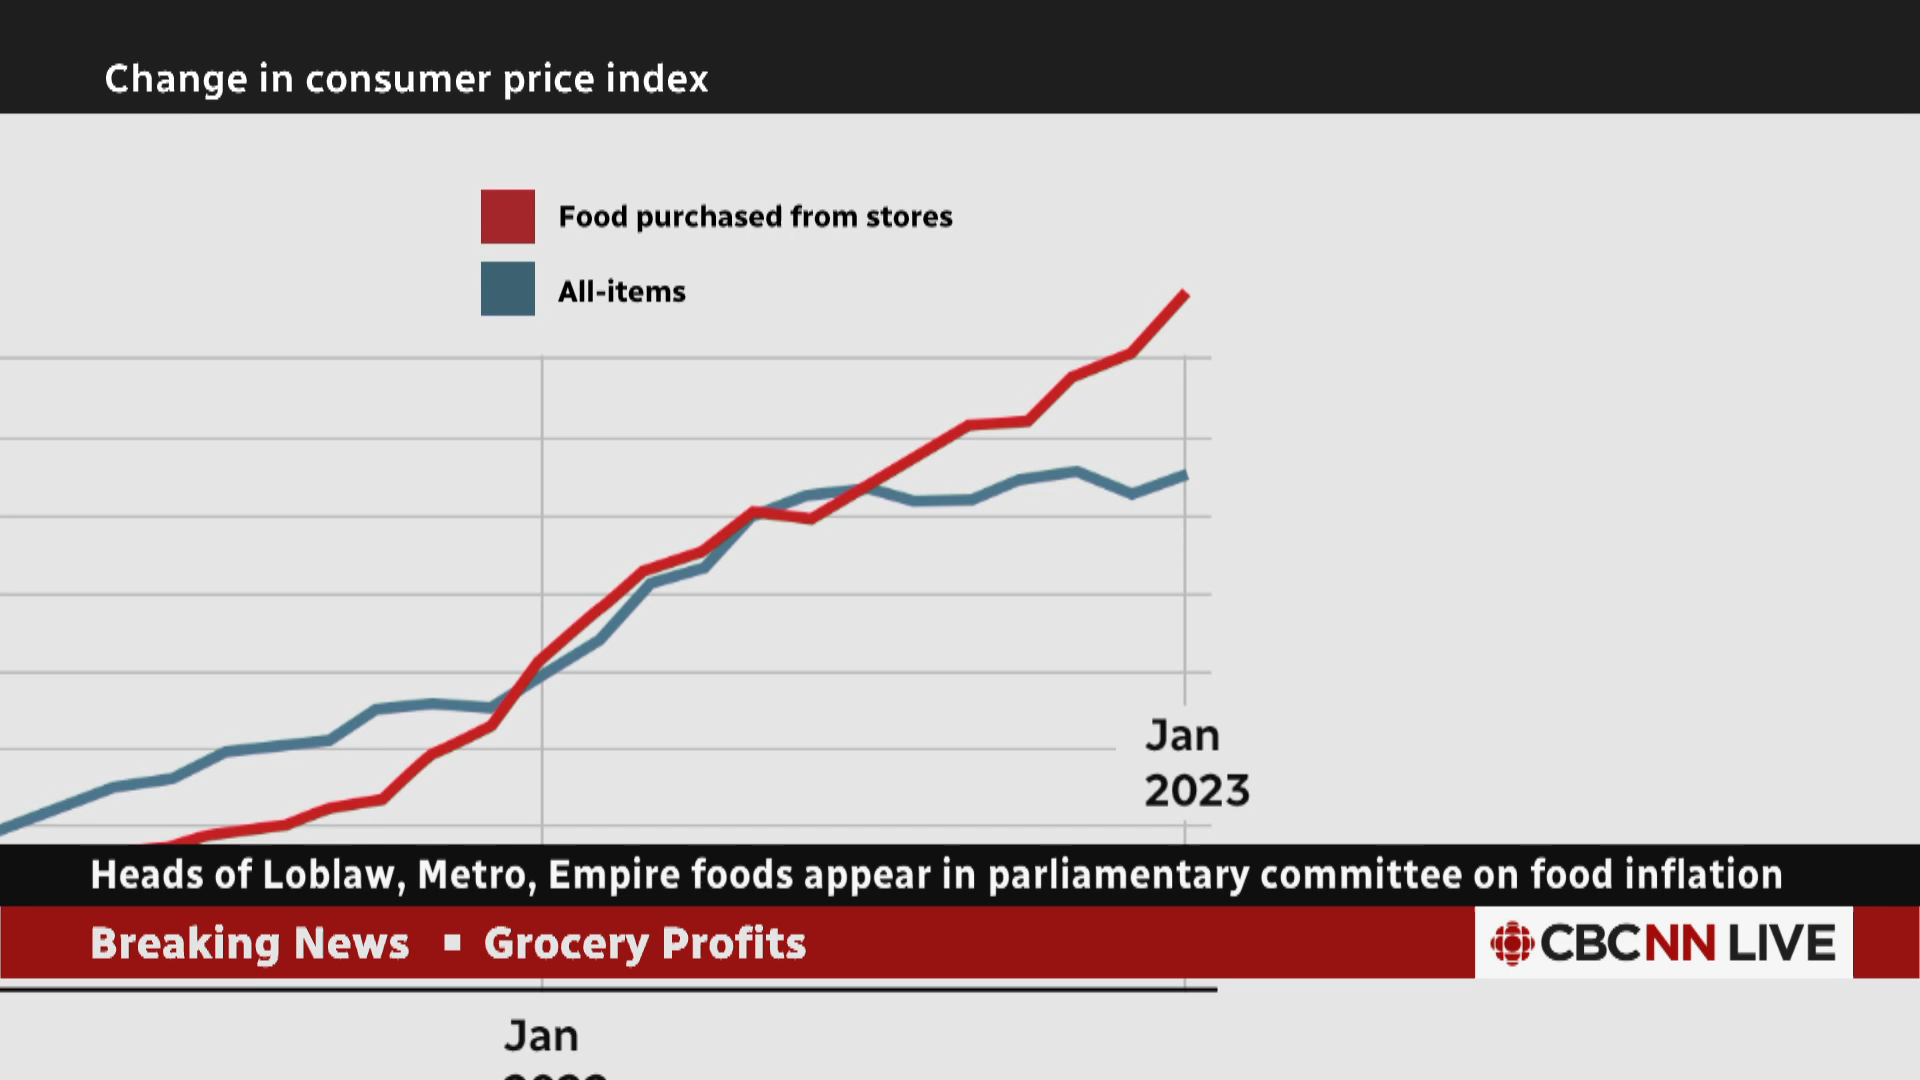 Change in consumer price index
Food purchased from stores
All-items
Jan
2023
Heads of Loblaw, Metro, Empire foods appear in parliamentary committee on food inflation
Breaking News ▪ Grocery Profits
CBCNN LIVE
Jan